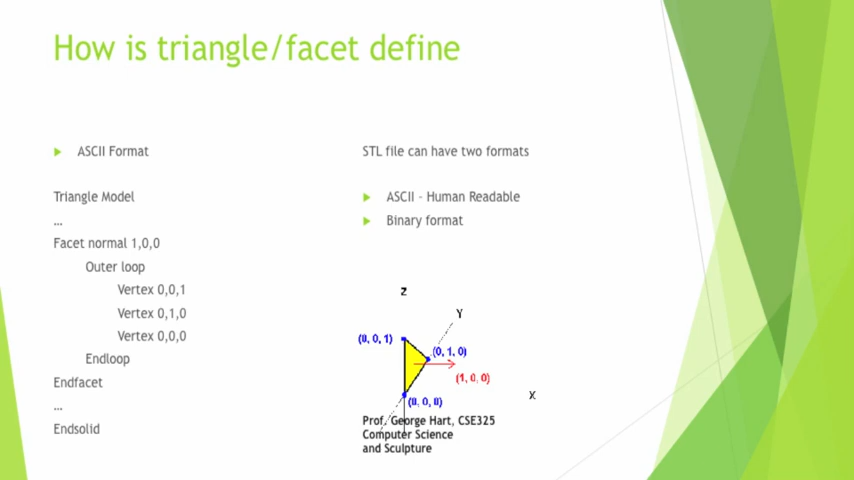 How is triangle/facet define
ASCII Format
Triangle Model
...
Facet normal 1,0,0
Outer loop
Vertex 0,0,1
Vertex 0,1,0
Vertex 0,0,0
Endloop
Endfacet
...
Endsolid
STL file can have two formats
ASCII - Human Readable
Binary format
Z
Y
(0, 0, 1)
(0, 1, 0)
(1, 0, 0)
X
(0, 0, 0)
Prof. George Hart, CSE325
Computer Science
and Sculpture